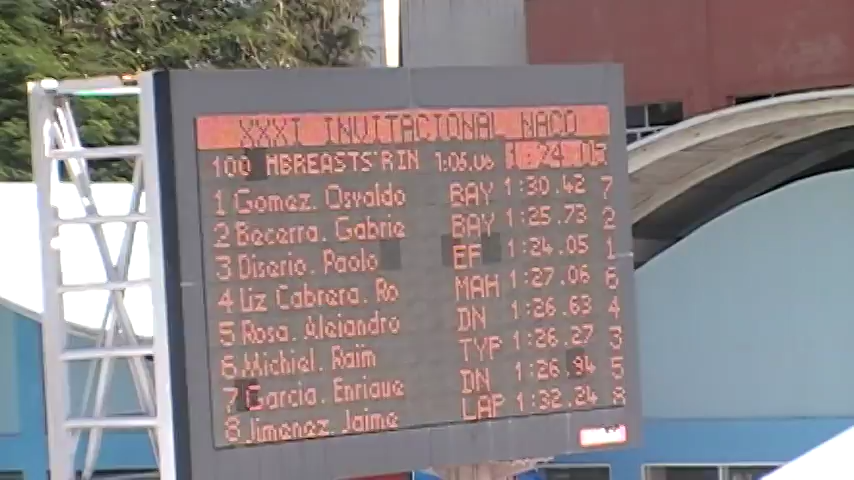 XXXI INVITACIONAL NACO
100 MBREASTSTRIN 1:06.06
1 Gomez. Osvaldo BAY 1:30.42 7
2 Becerra. Gabrie BAY 1:25.73 2
3 Diserio. Paolo EF 1:24.05 1
4 Liz Cabrera. Ro MAH 1:27.06 6
5 Rosa. Alejandro DN 1:26.63 4
6 Michiel. Raim TYP 1:26.27 3
7 Garcia. Enrique DN 1:26.94 5
8 Jimenez. Jaime LAP 1:32.24 8